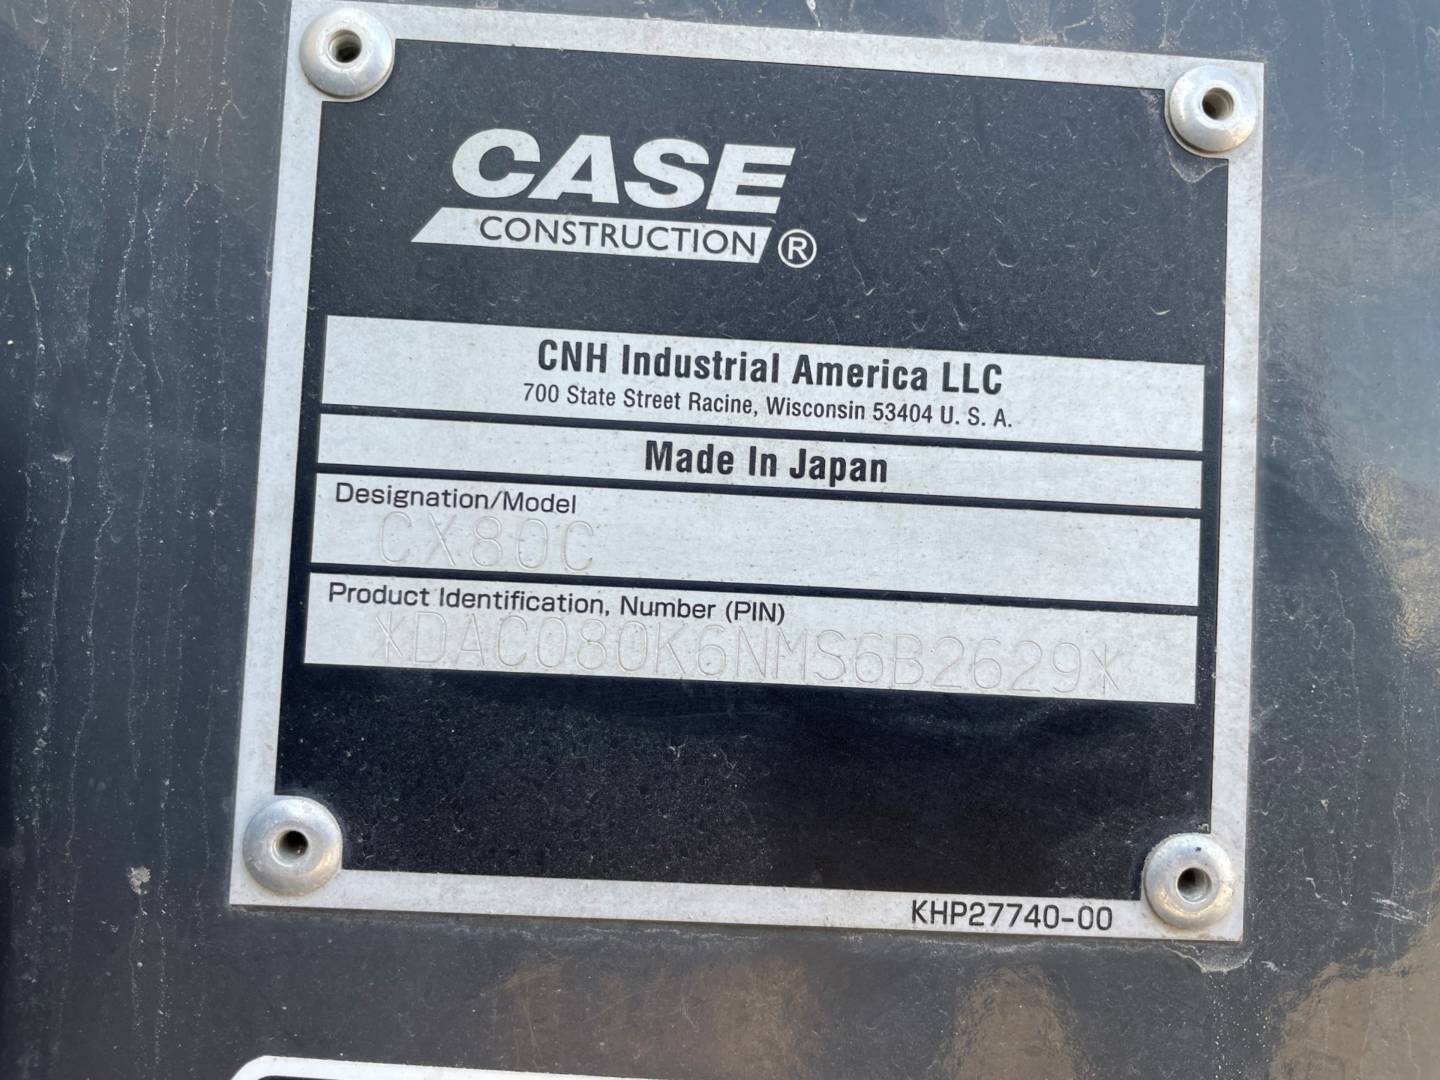 CASE
CONSTRUCTION ®
CNH Industrial America LLC
700 State Street Racine, Wisconsin 53404 U. S. A.
Made In Japan
Designation/Model
CX80C
Product Identification, Number (PIN)
*DAC080K6NMS6B2629*
KHP27740-00